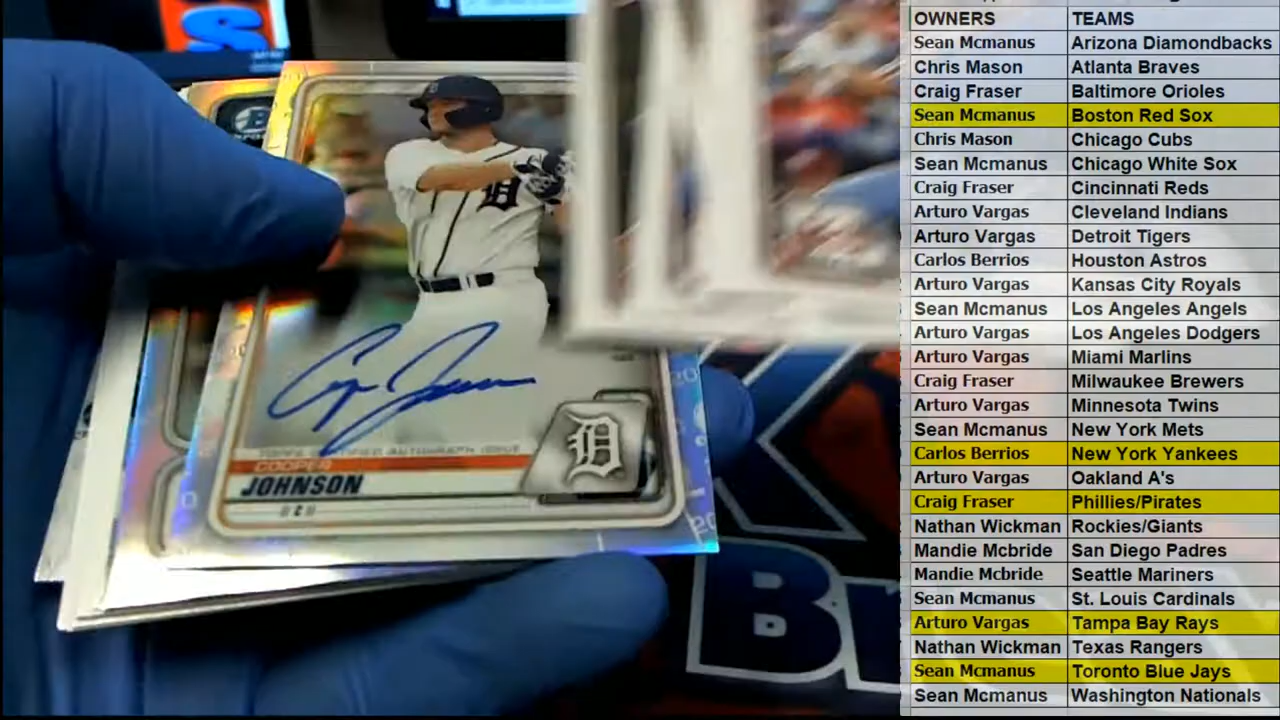 OWNERS TEAMS
Sean Mcmanus Arizona Diamondbacks
Chris Mason Atlanta Braves
Craig Fraser Baltimore Orioles
Sean Mcmanus Boston Red Sox
Chris Mason Chicago Cubs
Sean Mcmanus Chicago White Sox
Craig Fraser Cincinnati Reds
Arturo Vargas Cleveland Indians
Arturo Vargas Detroit Tigers
Carlos Berrios Houston Astros
Arturo Vargas Kansas City Royals
Sean Mcmanus Los Angeles Angels
Arturo Vargas Los Angeles Dodgers
Arturo Vargas Miami Marlins
Craig Fraser Milwaukee Brewers
Arturo Vargas Minnesota Twins
Sean Mcmanus New York Mets
Carlos Berrios New York Yankees
Arturo Vargas Oakland A's
Craig Fraser Phillies/Pirates
Nathan Wickman Rockies/Giants
Mandie Mcbride San Diego Padres
Mandie Mcbride Seattle Mariners
Sean Mcmanus St. Louis Cardinals
Arturo Vargas Tampa Bay Rays
Nathan Wickman Texas Rangers
Sean Mcmanus Toronto Blue Jays
Sean Mcmanus Washington Nationals
D
COOPER
JOHNSON
D